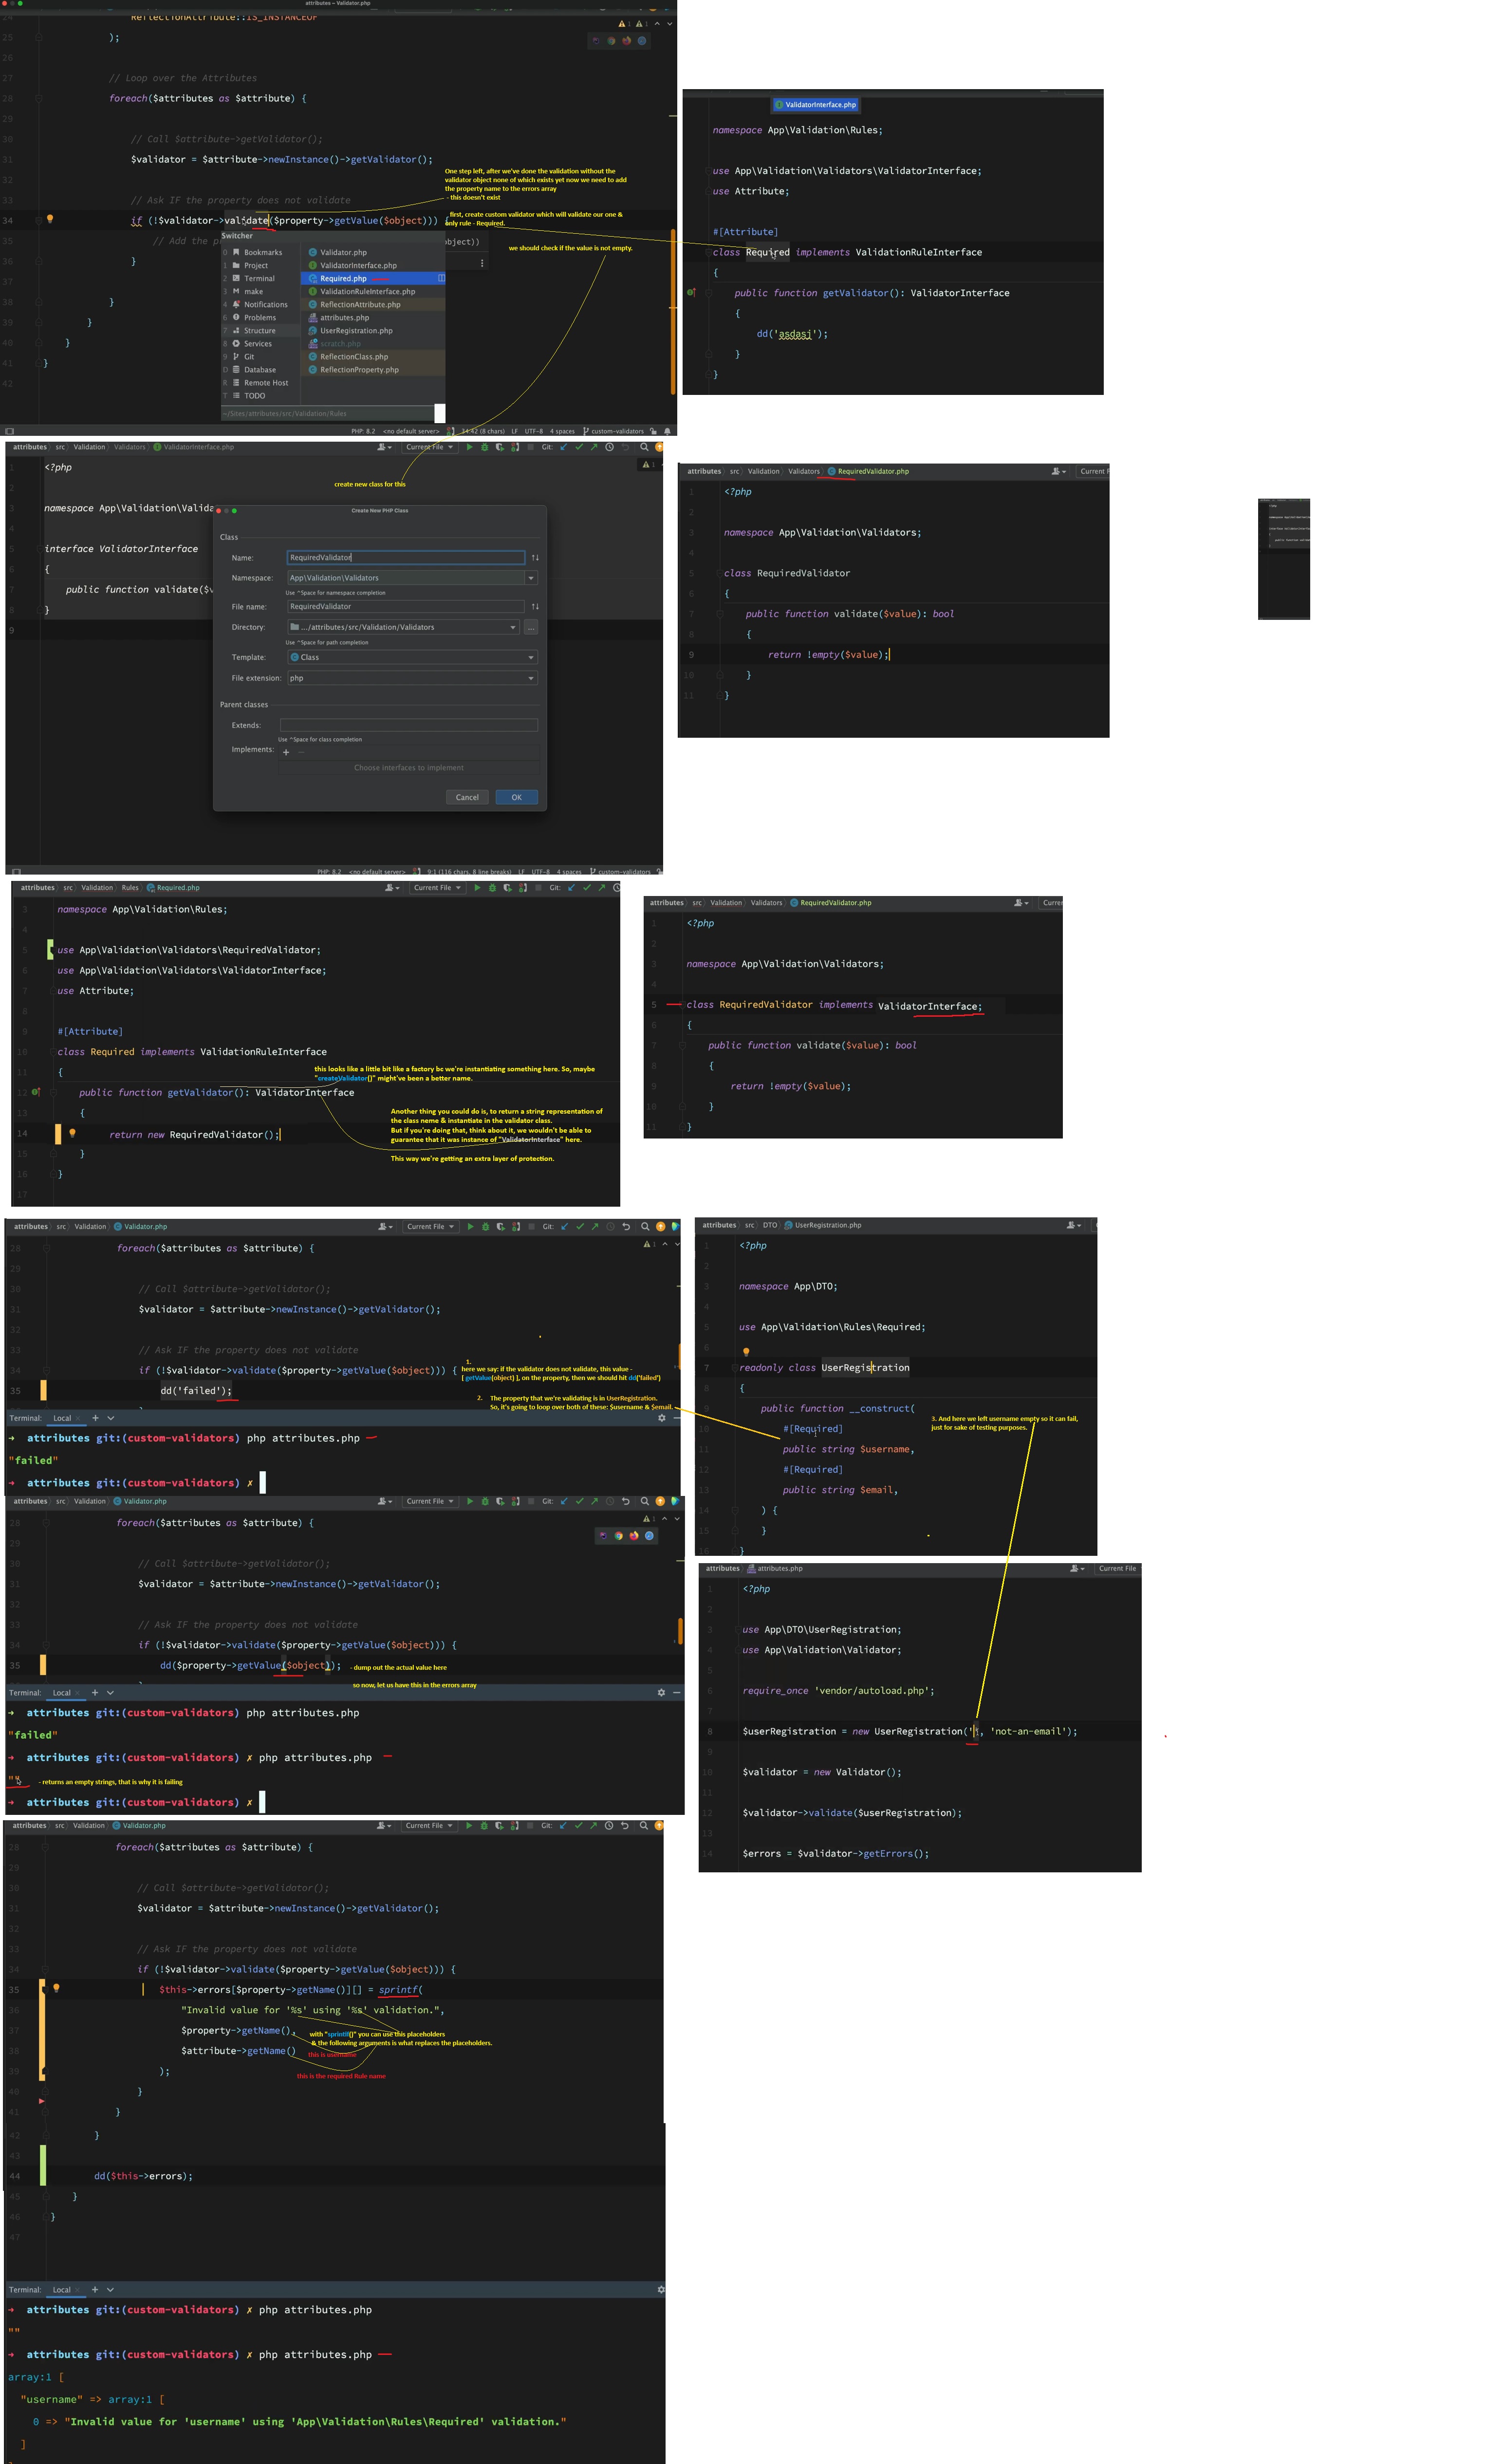 attributes – Validator.php
24 ReflectionAttribute::IS_INSTANCEOF
25 );
26
27 // Loop over the Attributes
28 foreach($attributes as $attribute) {
29
30 // Call $attribute->getValidator();
31 $validator = $attribute->newInstance()->getValidator();
32
33 // Ask IF the property does not validate
34 if (!$validator->validate($property->getValue($object))) {
35 // Add the p
36 }
37
38 }
39 }
40 }
41 }
42
One step left, after we've done the validation without the
validator object none of which exists yet now we need to add
the property name to the errors array
- this doesn't exist
first, create custom validator which will validate our one &
only rule - Required.
we should check if the value is not empty.
bject))
Switcher
0 Bookmarks
1 Project
2 Terminal
3 make
4 Notifications
6 Problems
7 Structure
8 Services
9 Git
D Database
R Remote Host
T TODO
Validator.php
ValidatorInterface.php
Required.php
ValidationRuleInterface.php
ReflectionAttribute.php
attributes.php
UserRegistration.php
scratch.php
ReflectionClass.php
ReflectionProperty.php
~/Sites/attributes/src/Validation/Rules
PHP: 8.2 <no default server> 34:42 (8 chars) LF UTF-8 4 spaces custom-validators
ValidatorInterface.php
namespace App\Validation\Rules;
use App\Validation\Validators\ValidatorInterface;
use Attribute;
#[Attribute]
class Required implements ValidationRuleInterface
{
public function getValidator(): ValidatorInterface
{
dd('asdasj');
}
}
attributes src Validation Validators ValidatorInterface.php Current File Git:
1 <?php
2
3 namespace App\Validation\Valida
4
5 interface ValidatorInterface
6 {
7 public function validate($v
8 }
9
create new class for this
Create New PHP Class
Class
Name: RequiredValidator
Namespace: App\Validation\Validators
Use ^Space for namespace completion
File name: RequiredValidator
Directory: .../attributes/src/Validation/Validators
Use ^Space for path completion
Template: Class
File extension: php
Parent classes
Extends:
Use ^Space for class completion
Implements:
Choose interfaces to implement
Cancel OK
PHP: 8.2 <no default server> 9:1 (116 chars, 8 line breaks) LF UTF-8 4 spaces custom-validators
attributes src Validation Validators RequiredValidator.php Current F
1 <?php
2
3 namespace App\Validation\Validators;
4
5 class RequiredValidator
6 {
7 public function validate($value): bool
8 {
9 return !empty($value);
10 }
11 }
attributes src Validation Rules Required.php Current File Git:
3 namespace App\Validation\Rules;
4
5 use App\Validation\Validators\RequiredValidator;
6 use App\Validation\Validators\ValidatorInterface;
7 use Attribute;
8
9 #[Attribute]
10 class Required implements ValidationRuleInterface
11 {
12 public function getValidator(): ValidatorInterface
13 {
14 return new RequiredValidator();
15 }
16 }
17
this looks like a little bit like a factory bc we're instantiating something here. So, maybe
"createValidator()" might've been a better name.
Another thing you could do is, to return a string representation of
the class neme & instantiate in the validator class.
But if you're doing that, think about it, we wouldn't be able to
guarantee that it was instance of "ValidatorInterface" here.
This way we're getting an extra layer of protection.
attributes src Validation Validators RequiredValidator.php Curren
1 <?php
2
3 namespace App\Validation\Validators;
4
5 class RequiredValidator implements ValidatorInterface;
6 {
7 public function validate($value): bool
8 {
9 return !empty($value);
10 }
11 }
attributes src Validation Validator.php Current File Git:
28 foreach($attributes as $attribute) {
29
30 // Call $attribute->getValidator();
31 $validator = $attribute->newInstance()->getValidator();
32
33 // Ask IF the property does not validate
34 if (!$validator->validate($property->getValue($object))) {
35 dd('failed');
1.
here we say: if the validator does not validate, this value -
[ getValue(object) ], on the property, then we should hit dd('failed')
2. The property that we're validating is in UserRegistration.
So, it's going to loop over both of these: $username & $email.
Terminal: Local
→ attributes git:(custom-validators) php attributes.php
"failed"
→ attributes git:(custom-validators) ✗
attributes src DTO UserRegistration.php
1 <?php
2
3 namespace App\DTO;
4
5 use App\Validation\Rules\Required;
6
7 readonly class UserRegistration
8 {
9 public function __construct(
10 #[Required]
11 public string $username,
12 #[Required]
13 public string $email,
14 ) {
15 }
16 }
3. And here we left username empty so it can fail,
just for sake of testing purposes.
attributes src Validation Validator.php Current File Git:
28 foreach($attributes as $attribute) {
29
30 // Call $attribute->getValidator();
31 $validator = $attribute->newInstance()->getValidator();
32
33 // Ask IF the property does not validate
34 if (!$validator->validate($property->getValue($object))) {
35 dd($property->getValue($object));
- dump out the actual value here
so now, let us have this in the errors array
Terminal: Local
→ attributes git:(custom-validators) php attributes.php
"failed"
→ attributes git:(custom-validators) ✗ php attributes.php
""
- returns an empty strings, that is why it is failing
→ attributes git:(custom-validators) ✗
attributes attributes.php Current File
1 <?php
2
3 use App\DTO\UserRegistration;
4 use App\Validation\Validator;
5
6 require_once 'vendor/autoload.php';
7
8 $userRegistration = new UserRegistration('', 'not-an-email');
9
10 $validator = new Validator();
11
12 $validator->validate($userRegistration);
13
14 $errors = $validator->getErrors();
attributes src Validation Validator.php Current File Git:
28 foreach($attributes as $attribute) {
29
30 // Call $attribute->getValidator();
31 $validator = $attribute->newInstance()->getValidator();
32
33 // Ask IF the property does not validate
34 if (!$validator->validate($property->getValue($object))) {
35 $this->errors[$property->getName()][] = sprintf(
36 "Invalid value for '%s' using '%s' validation.",
37 $property->getName(),
38 $attribute->getName()
39 );
40 }
41 }
42 }
43
44 dd($this->errors);
45 }
46 }
47
with "sprintf()" you can use this placeholders
& the following arguments is what replaces the placeholders.
this is username
this is the required Rule name
Terminal: Local
→ attributes git:(custom-validators) ✗ php attributes.php
""
→ attributes git:(custom-validators) ✗ php attributes.php
array:1 [
"username" => array:1 [
0 => "Invalid value for 'username' using 'App\Validation\Rules\Required' validation."
]